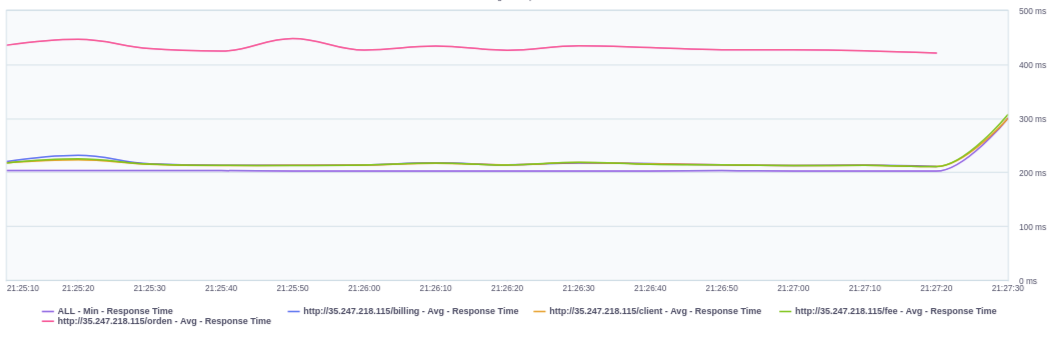 500 ms
400 ms
300 ms
200 ms
100 ms
0 ms
21:25:10 21:25:20 21:25:30 21:25:40 21:25:50 21:26:00 21:26:10 21:26:20 21:26:30 21:26:40 21:26:50 21:27:00 21:27:10 21:27:20 21:27:30
ALL - Min - Response Time http://35.247.218.115/billing - Avg - Response Time http://35.247.218.115/client - Avg - Response Time http://35.247.218.115/fee - Avg - Response Time
http://35.247.218.115/orden - Avg - Response Time